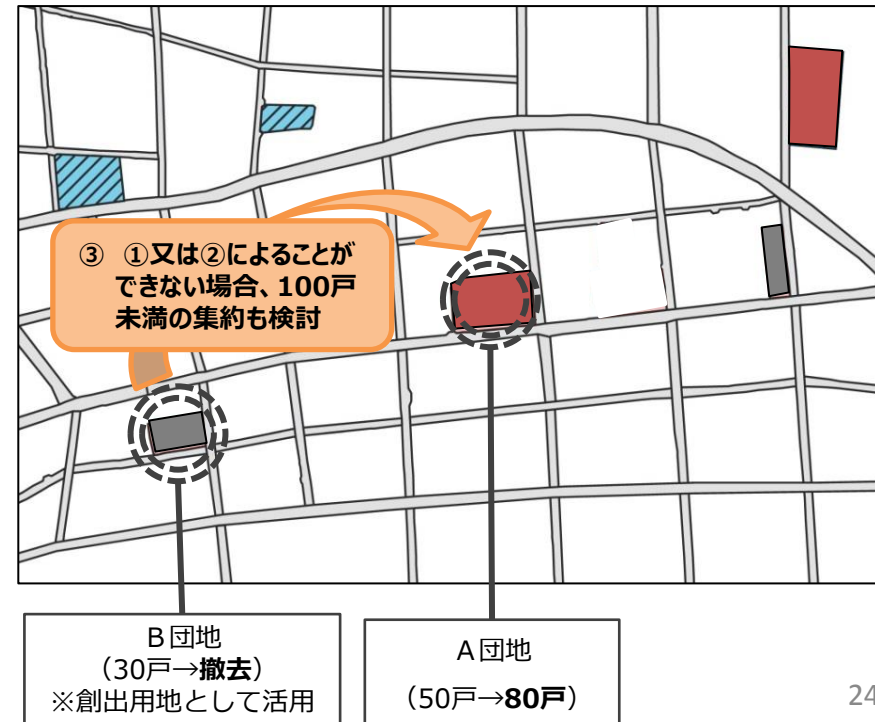 ③ ①又は②によることが
できない場合、100戸
未満の集約も検討
B団地
（30戸→撤去）
※創出用地として活用
A団地
（50戸→80戸）
24